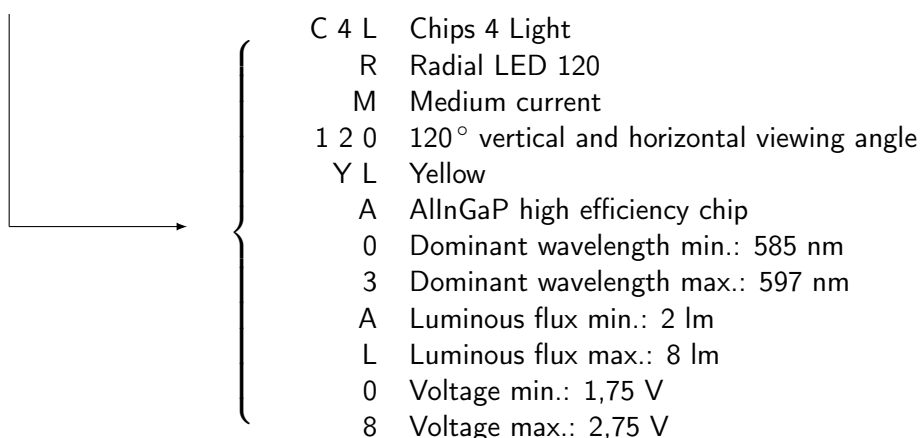 C 4 L Chips 4 Light
R Radial LED 120
M Medium current
1 2 0 120° vertical and horizontal viewing angle
Y L Yellow
A AlInGaP high efficiency chip
0 Dominant wavelength min.: 585 nm
3 Dominant wavelength max.: 597 nm
A Luminous flux min.: 2 lm
L Luminous flux max.: 8 lm
0 Voltage min.: 1,75 V
8 Voltage max.: 2,75 V